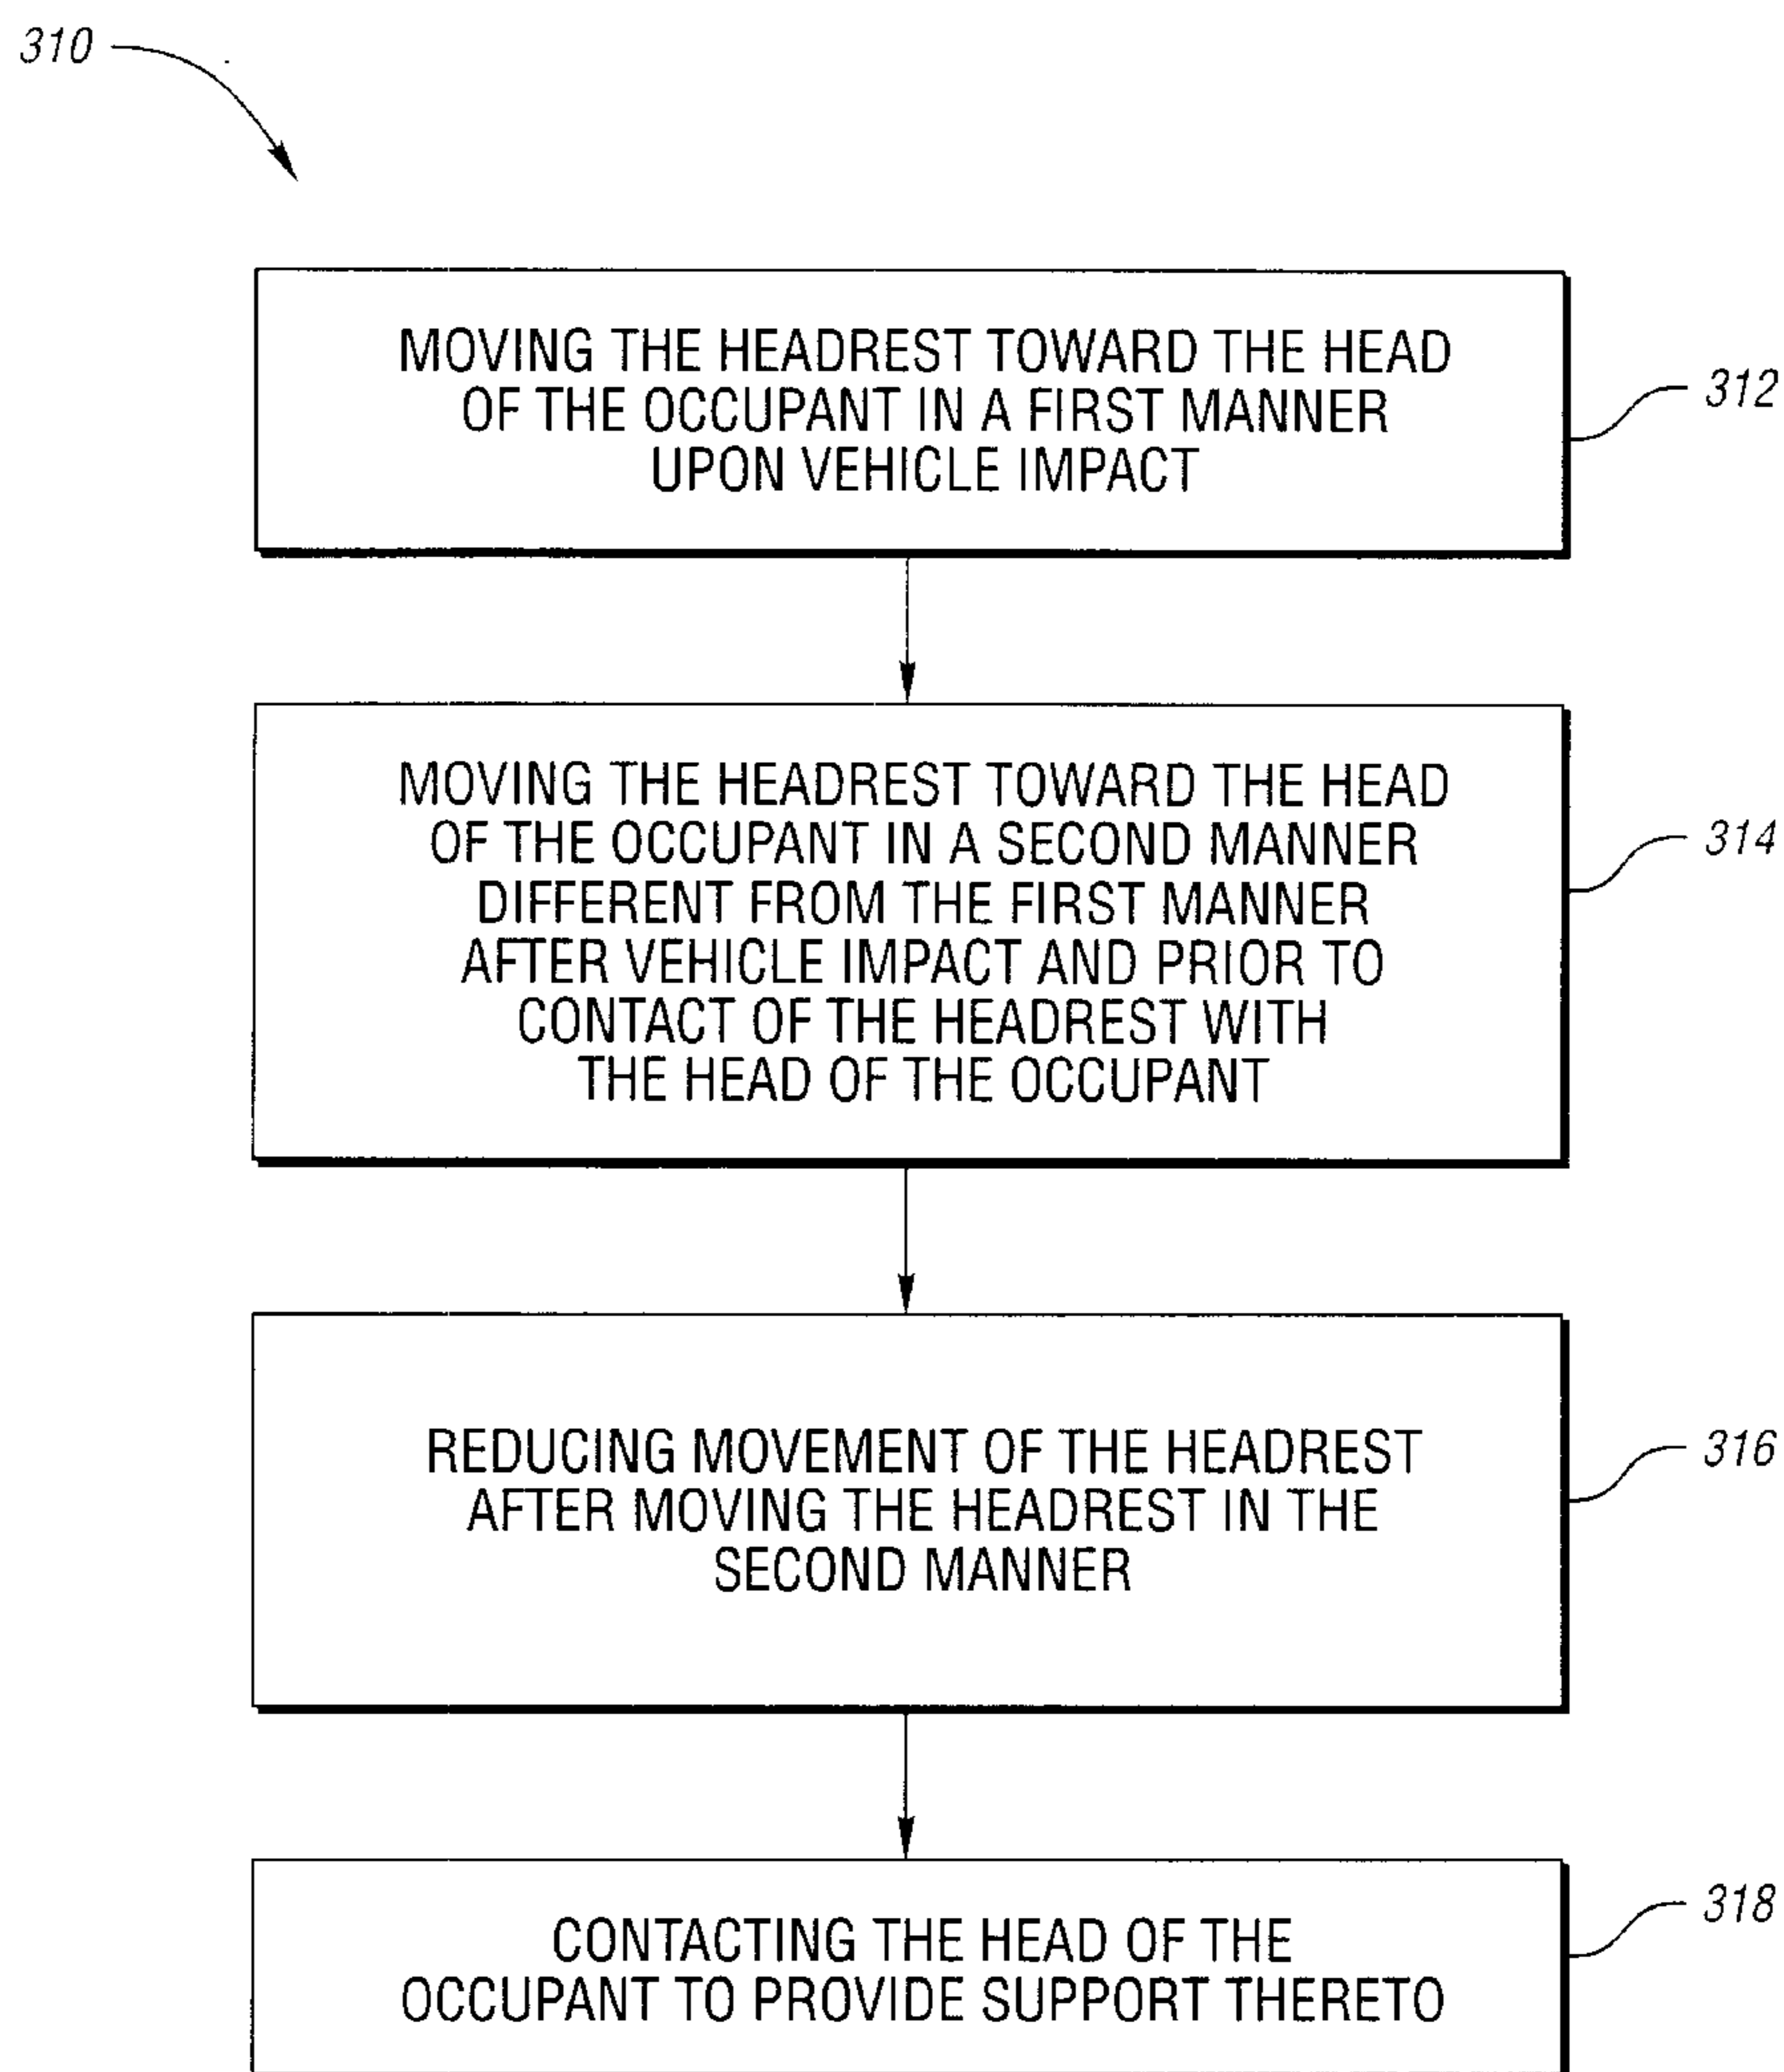 310
MOVING THE HEADREST TOWARD THE HEAD
OF THE OCCUPANT IN A FIRST MANNER
UPON VEHICLE IMPACT
312
MOVING THE HEADREST TOWARD THE HEAD
OF THE OCCUPANT IN A SECOND MANNER
DIFFERENT FROM THE FIRST MANNER
AFTER VEHICLE IMPACT AND PRIOR TO
CONTACT OF THE HEADREST WITH
THE HEAD OF THE OCCUPANT
314
REDUCING MOVEMENT OF THE HEADREST
AFTER MOVING THE HEADREST IN THE
SECOND MANNER
316
CONTACTING THE HEAD OF THE
OCCUPANT TO PROVIDE SUPPORT THERETO
318